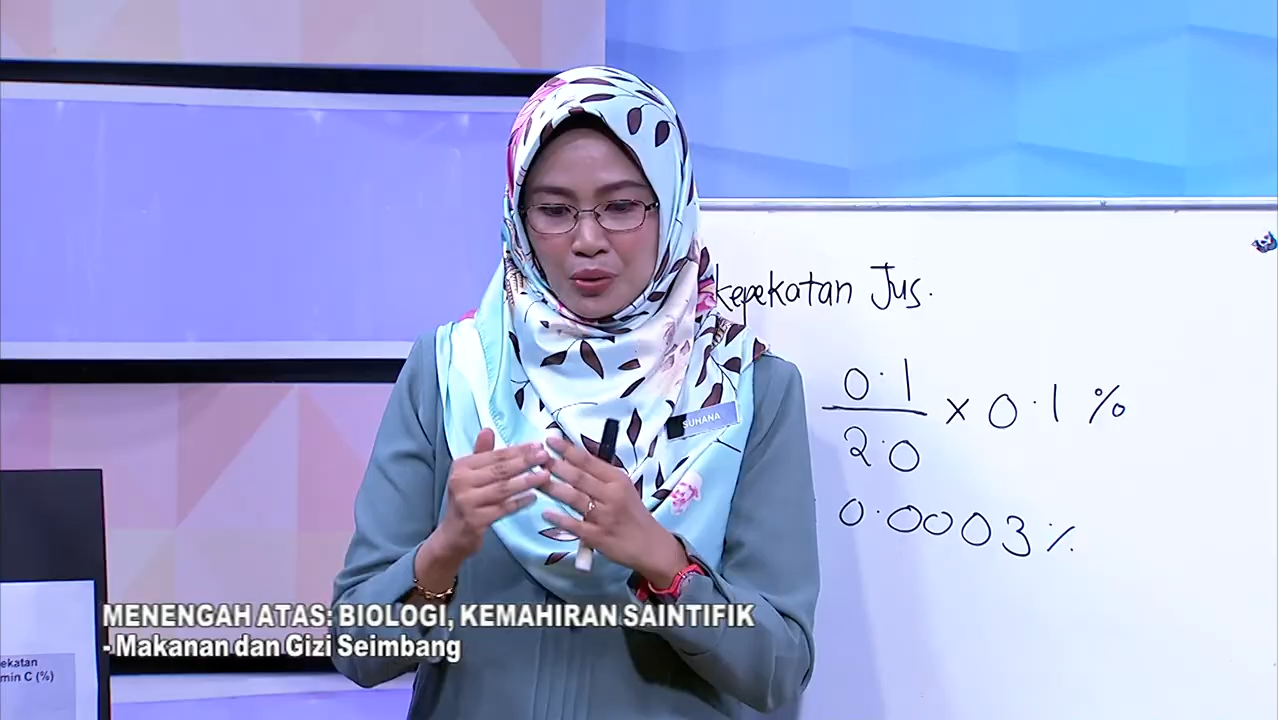 kepekatan Jus.
0.1
2.0
x 0.1 %
0.0003%
SUHANA
MENENGAH ATAS: BIOLOGI, KEMAHIRAN SAINTIFIK
- Makanan dan Gizi Seimbang
ekatan
min C (%)